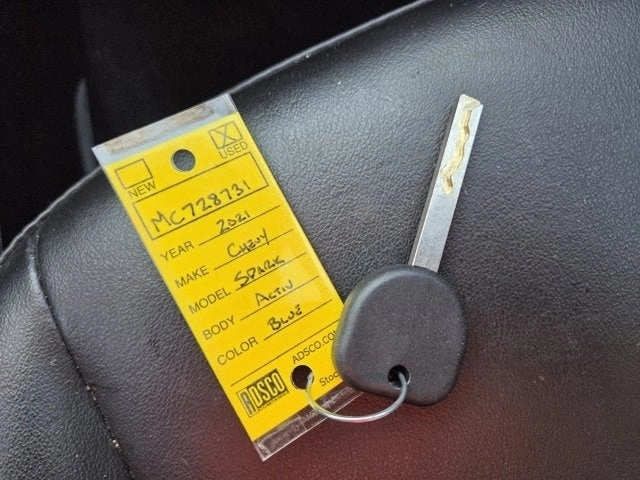 NEW
X USED
MC728731
YEAR 2021
MAKE CHEVY
MODEL SPARK
BODY ACTIV
COLOR BLUE
ADSCO
ADSCO.CO
Stoc